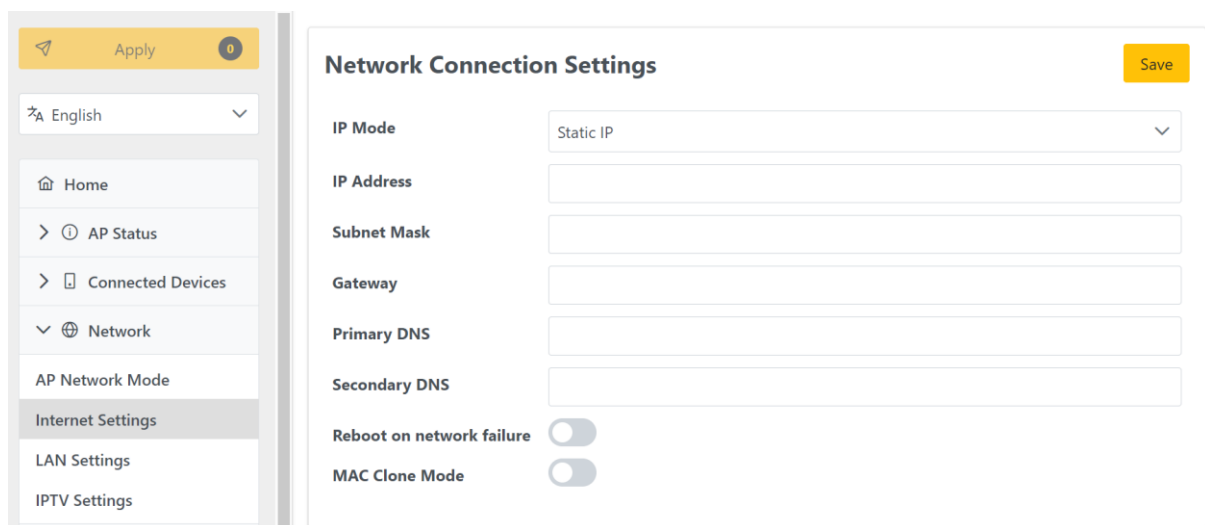 Apply 0
English
Home
AP Status
Connected Devices
Network
AP Network Mode
Internet Settings
LAN Settings
IPTV Settings
Network Connection Settings
Save
IP Mode Static IP
IP Address
Subnet Mask
Gateway
Primary DNS
Secondary DNS
Reboot on network failure
MAC Clone Mode